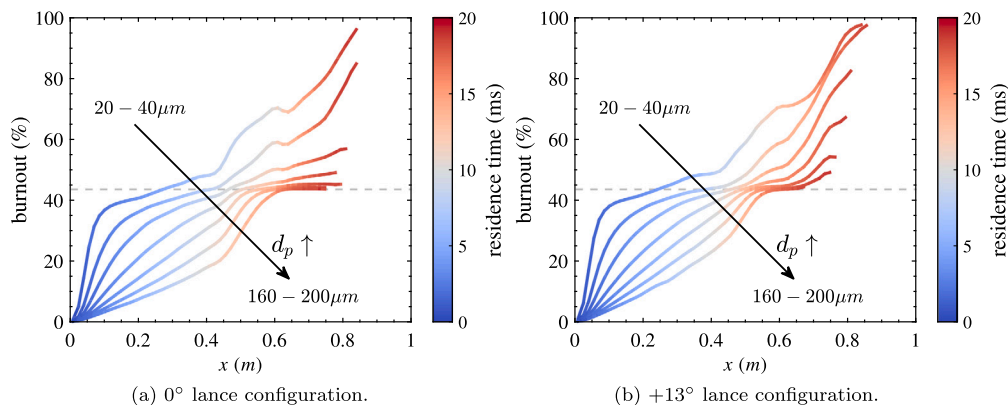 100
80
60
40
20
0
burnout (%)
0
0.2
0.4
0.6
0.8
1
x (m)
20 − 40μm
d_p ↑
160 − 200μm
20
15
10
5
0
residence time (ms)
(a) 0° lance configuration.
100
80
60
40
20
0
burnout (%)
0
0.2
0.4
0.6
0.8
1
x (m)
20 − 40μm
d_p ↑
160 − 200μm
20
15
10
5
0
residence time (ms)
(b) +13° lance configuration.